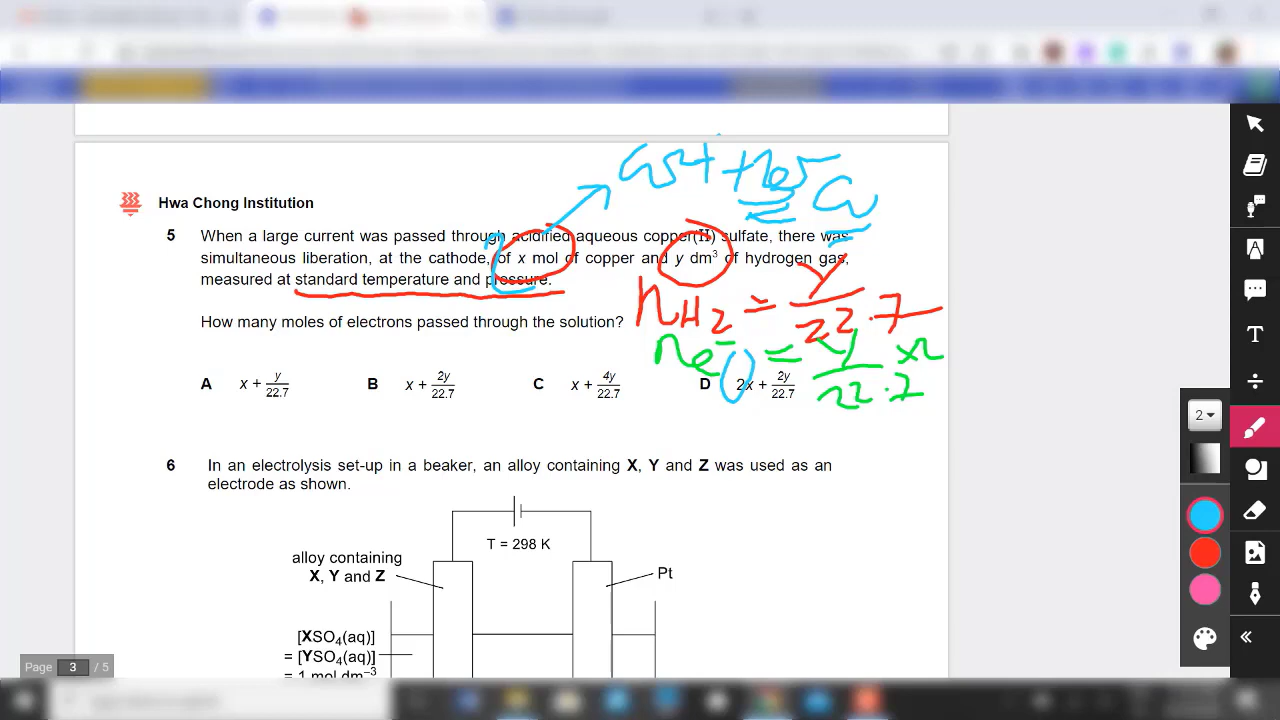 Cu2+ + 2e- Cu
Hwa Chong Institution
5 When a large current was passed through acidified aqueous copper(II) sulfate, there was
simultaneous liberation, at the cathode, of x mol of copper and y dm³ of hydrogen gas,
measured at standard temperature and pressure.
nH2 = y/22.7
How many moles of electrons passed through the solution?
ne- = y/22.7 x2
A x + y/22.7 B x + 2y/22.7 C x + 4y/22.7 D 2x + 2y/22.7
6 In an electrolysis set-up in a beaker, an alloy containing X, Y and Z was used as an
electrode as shown.
T = 298 K
alloy containing
X, Y and Z
Pt
[XSO₄(aq)]
= [YSO₄(aq)]
= 1 mol dm⁻³
Page 3 / 5
2
T